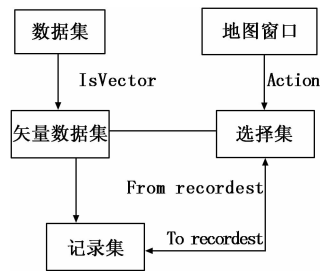 数据集
地图窗口
IsVector
Action
矢量数据集
选择集
From recordest
To recordest
记录集